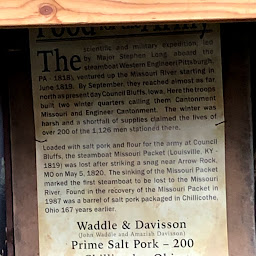 Food for the Army
The scientific and military expedition, led
by Major Stephen Long, aboard the
steamboat Western Engineer(Pittsburgh,
PA - 1818), ventured up the Missouri River starting in
June 1819. By September, they reached almost as far
north as present day Council Bluffs, Iowa. Here the troops
built two winter quarters calling them Cantonment
Missouri and Engineer Cantonment. The winter was
harsh and a shortfall of supplies claimed the lives of
over 200 of the 1,126 men stationed there.
Loaded with salt pork and flour for the army at Council
Bluffs, the steamboat Missouri Packet (Louisville, KY -
1819) was lost after striking a snag near Arrow Rock,
MO on May 5, 1820. The sinking of the Missouri Packet
marked the first steamboat to be lost to the Missouri
River. Found in the recovery of the Missouri Packet in
1987 was a barrel of salt pork packaged in Chillicothe,
Ohio 167 years earlier.
Waddle & Davisson
(John Waddle and Amaziah Davisson)
Prime Salt Pork – 200
Chillicothe, Ohio